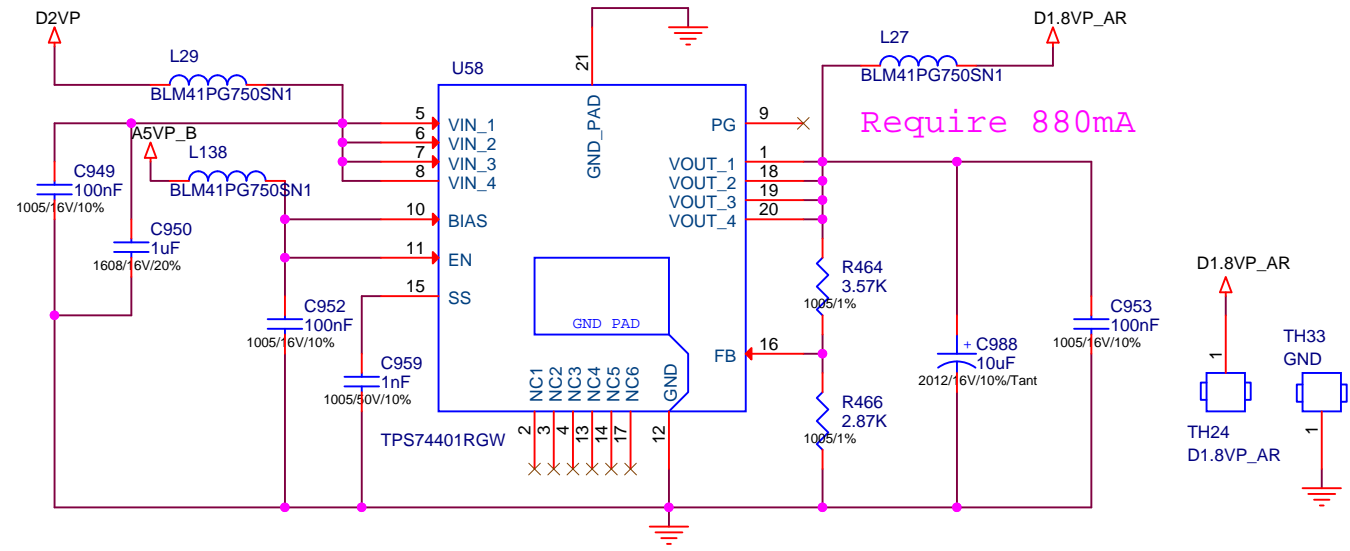 D2VP
L29
BLM41PG750SN1
A5VP_B
L138
BLM41PG750SN1
C949
100nF
1005/16V/10%
C950
1uF
1608/16V/20%
C952
100nF
1005/16V/10%
C959
1nF
1005/50V/10%
U58
21
GND_PAD
5
VIN_1
6
VIN_2
7
VIN_3
8
VIN_4
10
BIAS
11
EN
15
SS
GND PAD
NC1
NC2
NC3
NC4
NC5
NC6
GND
2
3
4
13
14
17
12
TPS74401RGW
PG
9
VOUT_1
1
VOUT_2
18
VOUT_3
19
VOUT_4
20
FB
16
L27
BLM41PG750SN1
D1.8VP_AR
Require 880mA
R464
3.57K
1005/1%
R466
2.87K
1005/1%
+
C988
10uF
2012/16V/10%/Tant
C953
100nF
1005/16V/10%
D1.8VP_AR
1
TH24
D1.8VP_AR
TH33
GND
1